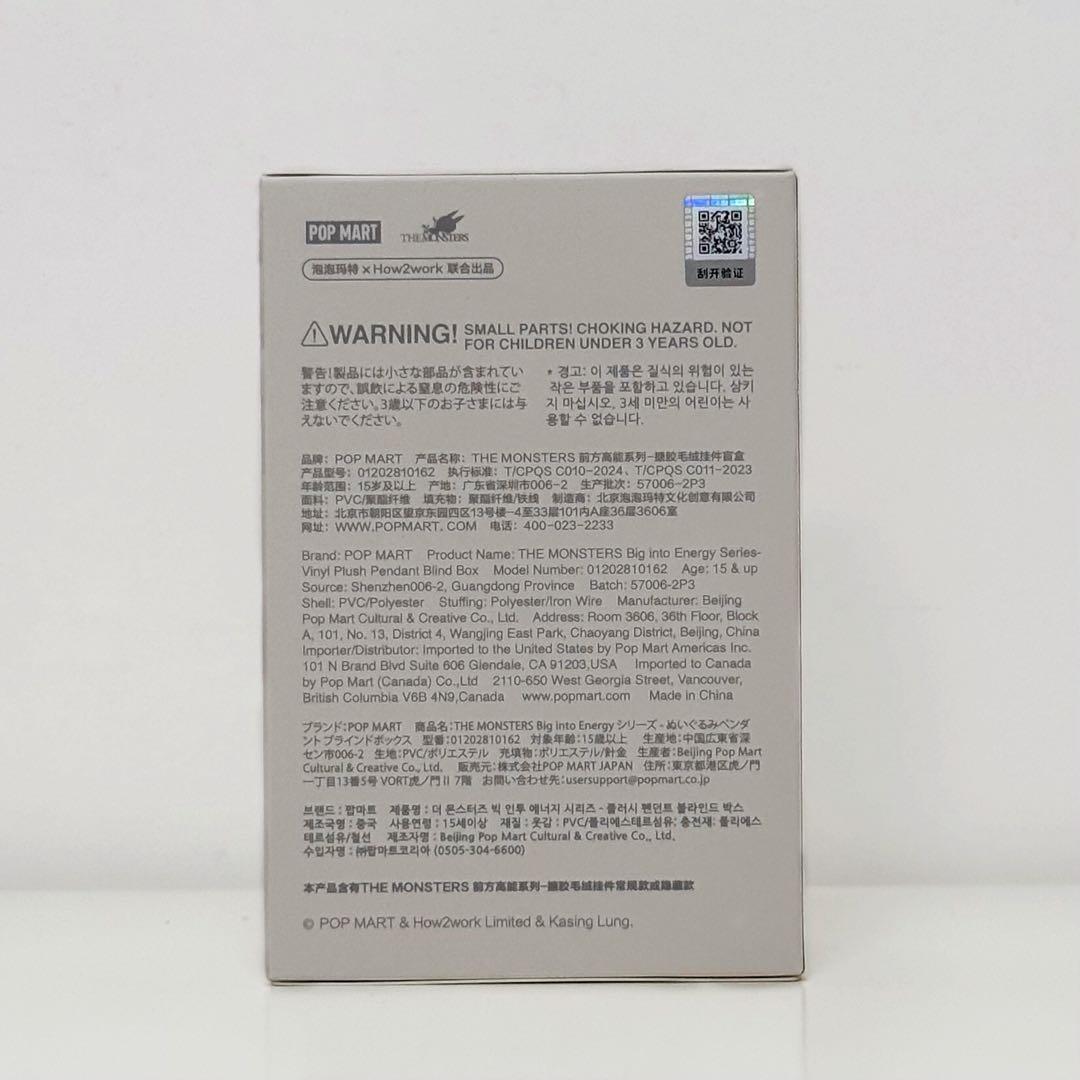 POP MART THE MONSTERS
泡泡玛特 × How2work 联合出品
刮开验证
WARNING! SMALL PARTS! CHOKING HAZARD. NOT
FOR CHILDREN UNDER 3 YEARS OLD.
警告!製品には小さな部品が含まれてい
ますので、誤飲による窒息の危険性にご
注意ください。3歳以下のお子さまには与
えないでください。
* 경고: 이 제품은 질식의 위험이 있는
작은 부품을 포함하고 있습니다. 삼키
지 마십시오, 3세 미만의 어린이는 사
용할 수 없습니다.
品牌: POP MART 产品名称: THE MONSTERS 前方高能系列-搪胶毛绒挂件盲盒
产品型号: 01202810162 执行标准: T/CPQS C010-2024、T/CPQS C011-2023
年龄范围: 15岁及以上 产地: 广东省深圳市006-2 生产批次: 57006-2P3
面料: PVC/聚酯纤维 填充物: 聚酯纤维/铁线 制造商: 北京泡泡玛特文化创意有限公司
地址: 北京市朝阳区望京东园四区13号楼-4至33层101内A座36层3606室
网址: WWW.POPMART.COM 电话: 400-023-2233
Brand: POP MART Product Name: THE MONSTERS Big into Energy Series-
Vinyl Plush Pendant Blind Box Model Number: 01202810162 Age: 15 & up
Source: Shenzhen006-2, Guangdong Province Batch: 57006-2P3
Shell: PVC/Polyester Stuffing: Polyester/Iron Wire Manufacturer: Beijing
Pop Mart Cultural & Creative Co., Ltd. Address: Room 3606, 36th Floor, Block
A, 101, No. 13, District 4, Wangjing East Park, Chaoyang District, Beijing, China
Importer/Distributor: Imported to the United States by Pop Mart Americas Inc.
101 N Brand Blvd Suite 606 Glendale, CA 91203,USA Imported to Canada
by Pop Mart (Canada) Co.,Ltd 2110-650 West Georgia Street, Vancouver,
British Columbia V6B 4N9,Canada www.popmart.com Made in China
ブランド:POP MART 商品名:THE MONSTERS Big into Energy シリーズ - ぬいぐるみペンダ
ント ブラインドボックス 型番:01202810162 対象年齢:15歳以上 生産地:中国広東省深
セン市006-2 生地:PVC/ポリエステル 充填物:ポリエステル/針金 生産者:Beijing Pop Mart
Cultural & Creative Co., Ltd. 販売元:株式会社POP MART JAPAN 住所:東京都港区虎ノ門
一丁目13番5号 VORT虎ノ門Ⅱ 7階 お問い合わせ先:usersupport@popmart.co.jp
브랜드 : 팝마트 제품명 : 더 몬스터즈 빅 인투 에너지 시리즈 - 플러시 펜던트 블라인드 박스
제조국명 : 중국 사용연령 : 15세이상 재질 : 옷감 : PVC/폴리에스테르섬유; 충전재: 폴리에스
테르섬유/철선 제조자명 : Beijing Pop Mart Cultural & Creative Co., Ltd.
수입자명 : ㈜팝마트코리아 (0505-304-6600)
本产品含有THE MONSTERS 前方高能系列-搪胶毛绒挂件常规款或隐藏款
© POP MART & How2work Limited & Kasing Lung.